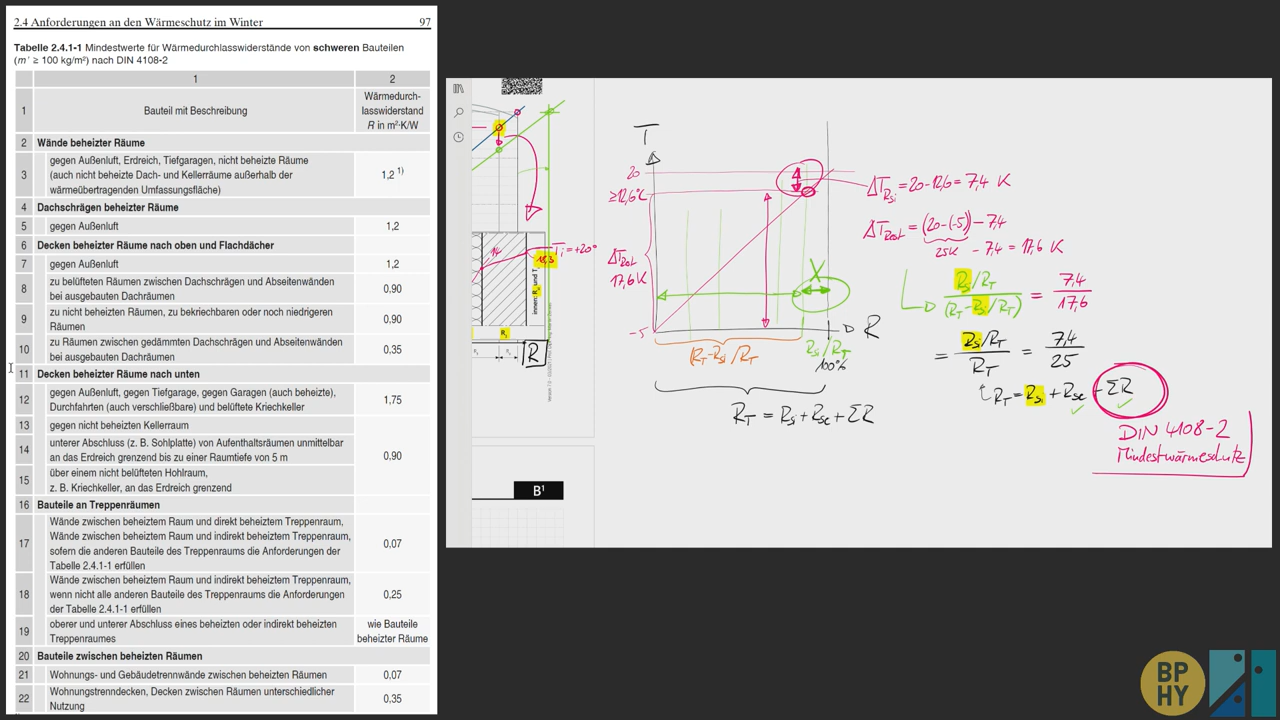 2.4 Anforderungen an den Wärmeschutz im Winter 97
Tabelle 2.4.1-1 Mindestwerte für Wärmedurchlasswiderstände von schweren Bauteilen
(m' ≥ 100 kg/m²) nach DIN 4108-2
1 2
1 Bauteil mit Beschreibung Wärmedurch-
lasswiderstand
R in m²·K/W
2 Wände beheizter Räume
3 gegen Außenluft, Erdreich, Tiefgaragen, nicht beheizte Räume
(auch nicht beheizte Dach- und Kellerräume außerhalb der
wärmeübertragenden Umfassungsfläche)
1,2 ¹⁾
4 Dachschrägen beheizter Räume
5 gegen Außenluft 1,2
6 Decken beheizter Räume nach oben und Flachdächer
7 gegen Außenluft 1,2
8 zu belüfteten Räumen zwischen Dachschrägen und Abseitenwänden
bei ausgebauten Dachräumen
0,90
9 zu nicht beheizten Räumen, zu bekriechbaren oder noch niedrigeren
Räumen
0,90
10 zu Räumen zwischen gedämmten Dachschrägen und Abseitenwänden
bei ausgebauten Dachräumen
0,35
11 Decken beheizter Räume nach unten
12 gegen Außenluft, gegen Tiefgarage, gegen Garagen (auch beheizte),
Durchfahrten (auch verschließbare) und belüftete Kriechkeller
1,75
13 gegen nicht beheizten Kellerraum
14 unterer Abschluss (z. B. Sohlplatte) von Aufenthaltsräumen unmittelbar
an das Erdreich grenzend bis zu einer Raumtiefe von 5 m
0,90
15 über einem nicht belüfteten Hohlraum,
z. B. Kriechkeller, an das Erdreich grenzend
16 Bauteile an Treppenräumen
17 Wände zwischen beheiztem Raum und direkt beheiztem Treppenraum,
Wände zwischen beheiztem Raum und indirekt beheiztem Treppenraum,
sofern die anderen Bauteile des Treppenraums die Anforderungen der
Tabelle 2.4.1-1 erfüllen
0,07
18 Wände zwischen beheiztem Raum und indirekt beheiztem Treppenraum,
wenn nicht alle anderen Bauteile des Treppenraums die Anforderungen
der Tabelle 2.4.1-1 erfüllen
0,25
19 oberer und unterer Abschluss eines beheizten oder indirekt beheizten
Treppenraumes
wie Bauteile
beheizter Räume
20 Bauteile zwischen beheizten Räumen
21 Wohnungs- und Gebäudetrennwände zwischen beheizten Räumen 0,07
22 Wohnungstrenndecken, Decken zwischen Räumen unterschiedlicher
Nutzung
0,35
Ti = +20°
14
18,3
innen: Rsi und T
R
B¹
T
20
≥12,6°C
ΔTRest
17,6 K
-5
R
X
(RT-Rsi)/RT
Rsi/RT
100%
RT = Rsi + Rse + ΣR
ΔTRsi = 20-12,6 = 7,4 K
ΔTRest = (20-(-5)) - 7,4
25K - 7,4 = 17,6 K
Rsi/RT / (RT-Rsi/RT) = 7,4 / 17,6
= Rsi/RT / RT = 7,4 / 25
RT = Rsi + Rse + ΣR
DIN 4108-2
Mindestwärmeschutz
BP
HY